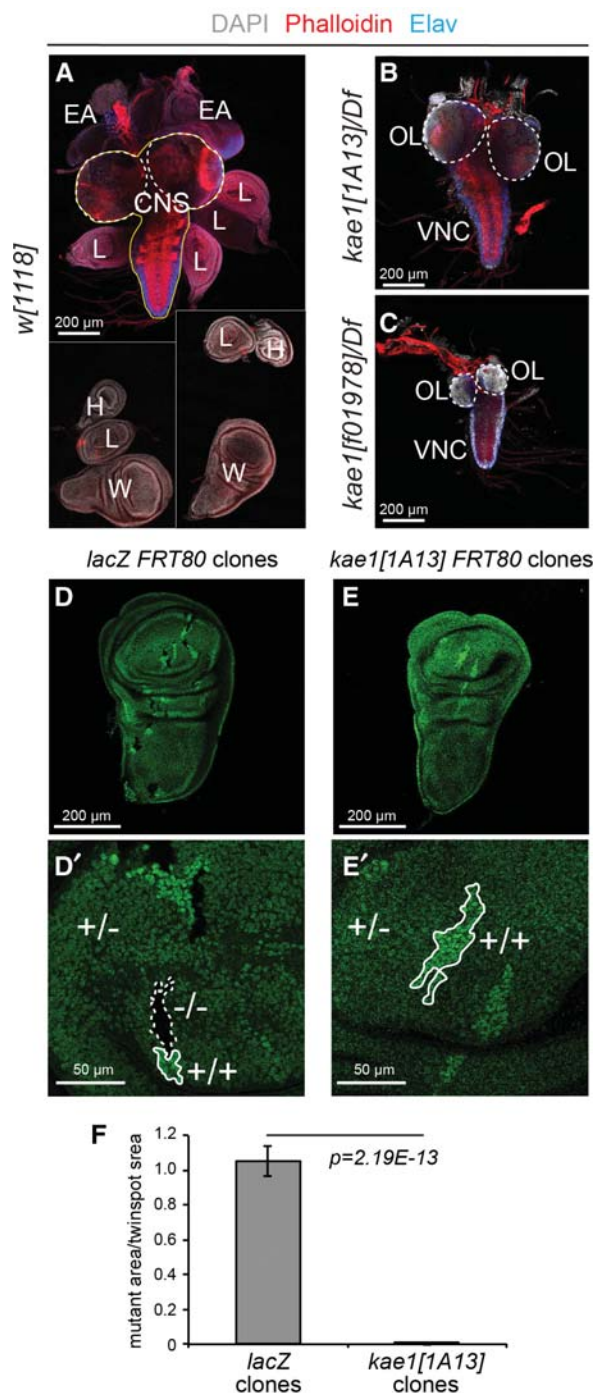 DAPI Phalloidin Elav
A
EA
EA
CNS
L
L
L
L
200 µm
w[1118]
H
L
W
L
H
W
B
OL
OL
VNC
200 µm
kae1[1A13]/Df
C
OL
OL
VNC
200 µm
kae1[f01978]/Df
lacZ FRT80 clones
kae1[1A13] FRT80 clones
D
200 µm
E
200 µm
D′
+/-
-/-
+/+
50 µm
E′
+/-
+/+
50 µm
F
mutant area/twinspot srea
1.2
1.0
0.8
0.6
0.4
0.2
0
p=2.19E-13
lacZ
clones
kae1[1A13]
clones